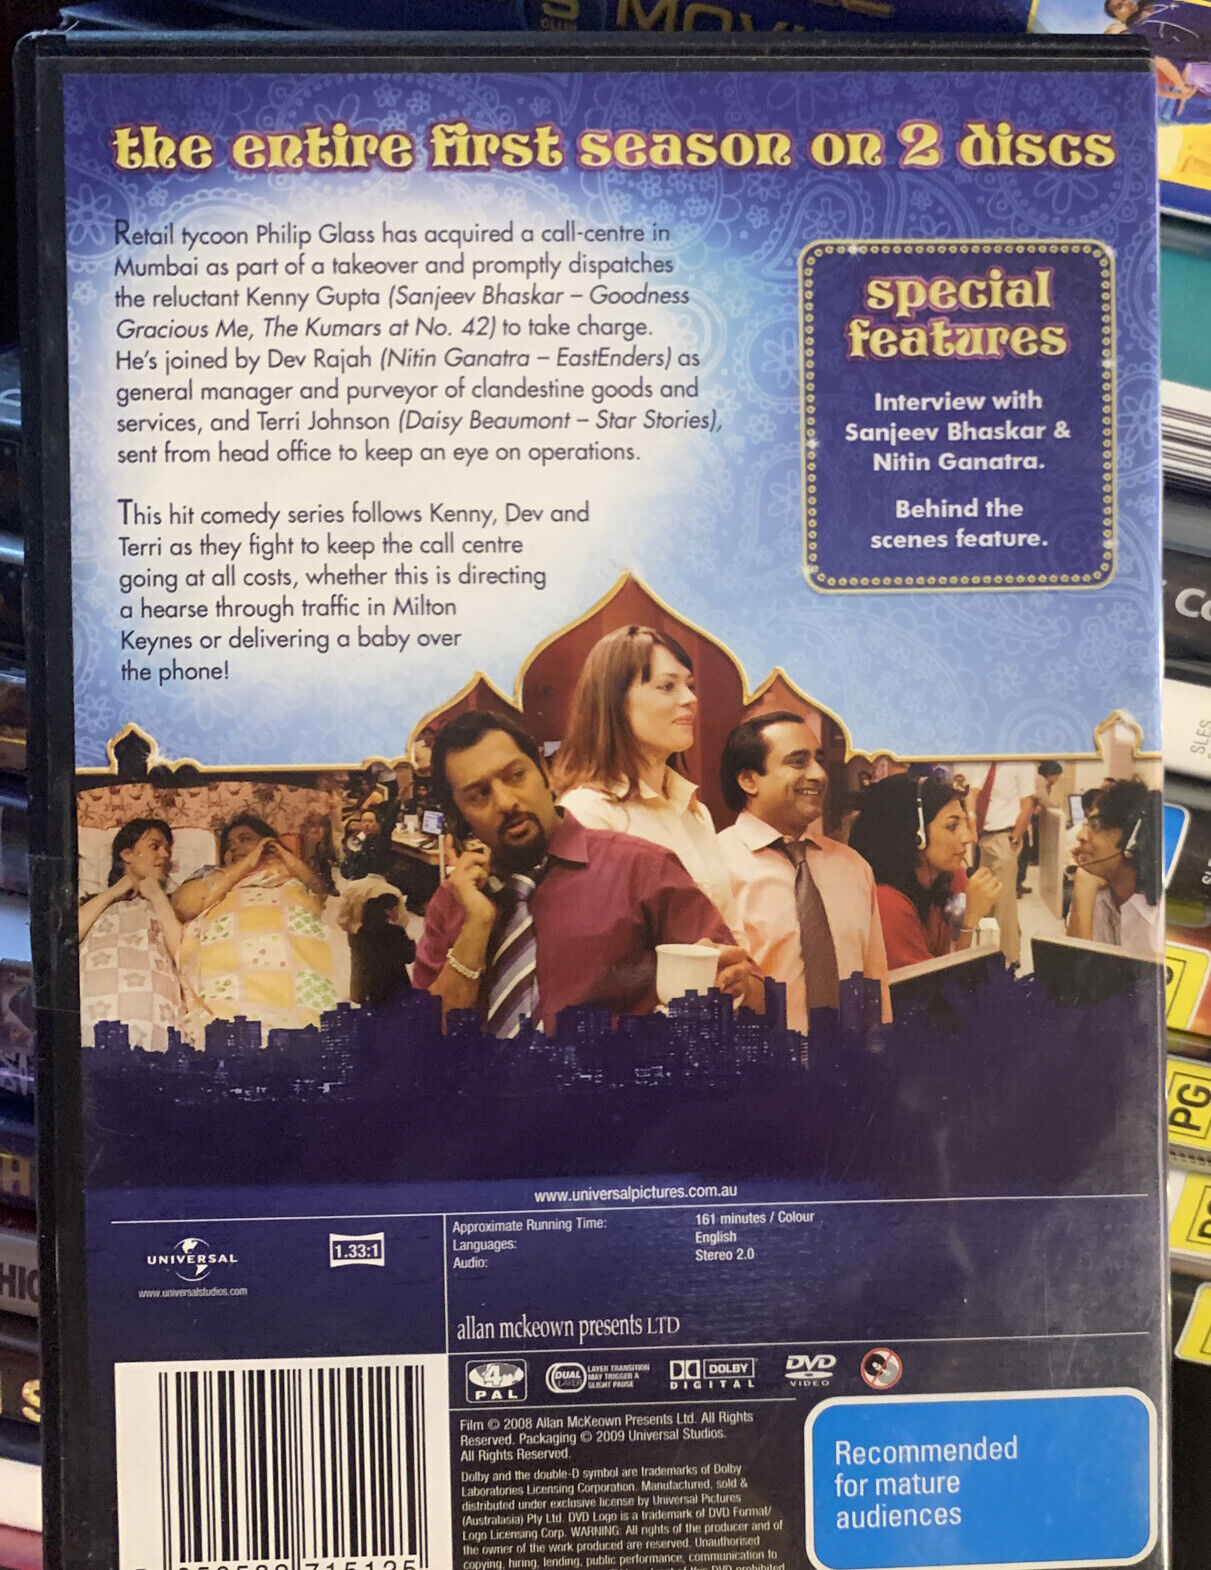 MOVI
the entire first season on 2 discs
Retail tycoon Philip Glass has acquired a call-centre in
Mumbai as part of a takeover and promptly dispatches
the reluctant Kenny Gupta (Sanjeev Bhaskar – Goodness
Gracious Me, The Kumars at No. 42) to take charge.
He's joined by Dev Rajah (Nitin Ganatra – EastEnders) as
general manager and purveyor of clandestine goods and
services, and Terri Johnson (Daisy Beaumont – Star Stories),
sent from head office to keep an eye on operations.
This hit comedy series follows Kenny, Dev and
Terri as they fight to keep the call centre
going at all costs, whether this is directing
a hearse through traffic in Milton
Keynes or delivering a baby over
the phone!
special
features
Interview with
Sanjeev Bhaskar &
Nitin Ganatra.
Behind the
scenes feature.
www.universalpictures.com.au
UNIVERSAL
www.universalstudios.com
1.33:1
Approximate Running Time: 161 minutes / Colour
Languages: English
Audio: Stereo 2.0
allan mckeown presents LTD
4
PAL
DUAL LAYER
LAYER TRANSITION
MAY TRIGGER A
SLIGHT PAUSE
DOLBY
DIGITAL
DVD
VIDEO
Film © 2008 Allan McKeown Presents Ltd. All Rights
Reserved. Packaging © 2009 Universal Studios.
All Rights Reserved.
Dolby and the double-D symbol are trademarks of Dolby
Laboratories Licensing Corporation. Manufactured, sold &
distributed under exclusive license by Universal Pictures
(Australasia) Pty Ltd. DVD Logo is a trademark of DVD Format/
Logo Licensing Corp. WARNING: All rights of the producer and of
the owner of the work produced are reserved. Unauthorised
copying, hiring, lending, public performance, communication to
Recommended
for mature
audiences
PG
SLES